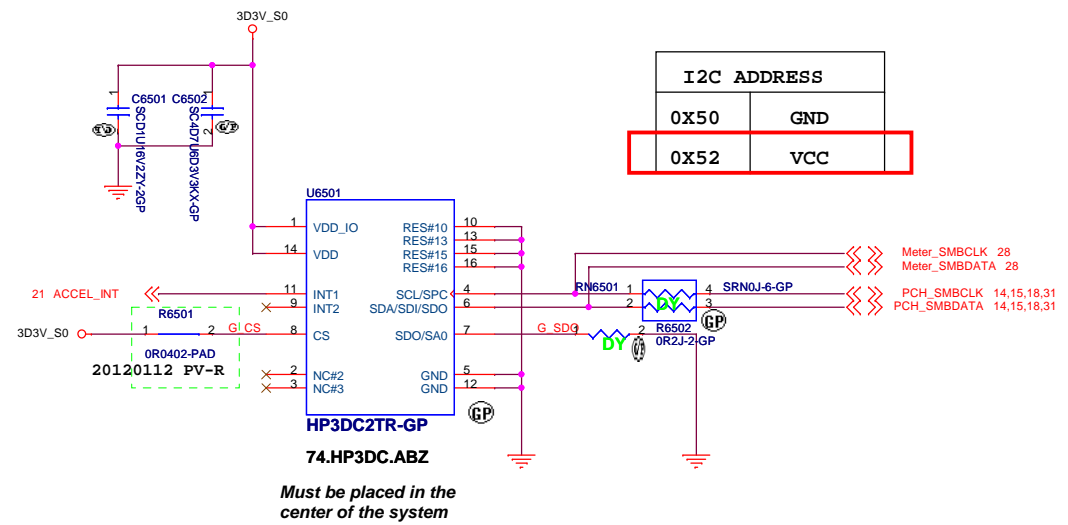 3D3V_S0
I2C ADDRESS
0X50 GND
0X52 VCC
1 1
C6501 C6502
2 2
SCD1U16V2ZY-2GP
SC4D7U6D3V3KX-GP
GP
U6501
1 VDD_IO RES#10 10
RES#13 13
14 VDD RES#15 15
RES#16 16
Meter_SMBCLK 28
Meter_SMBDATA 28
21 ACCEL_INT 11 INT1 SCL/SPC 4 RN6501 1 4 SRN0J-6-GP PCH_SMBCLK 14,15,18,31
9 INT2 SDA/SDI/SDO 6 2 DY 3 PCH_SMBDATA 14,15,18,31
R6501
3D3V_S0 1 2 G_CS 8 CS SDO/SA0 7 G_SDO 1 DY 2 R6502 GP
0R0402-PAD 0R2J-2-GP
20120112 PV-R
2 NC#2 GND 5
3 NC#3 GND 12
GP
HP3DC2TR-GP
74.HP3DC.ABZ
Must be placed in the
center of the system